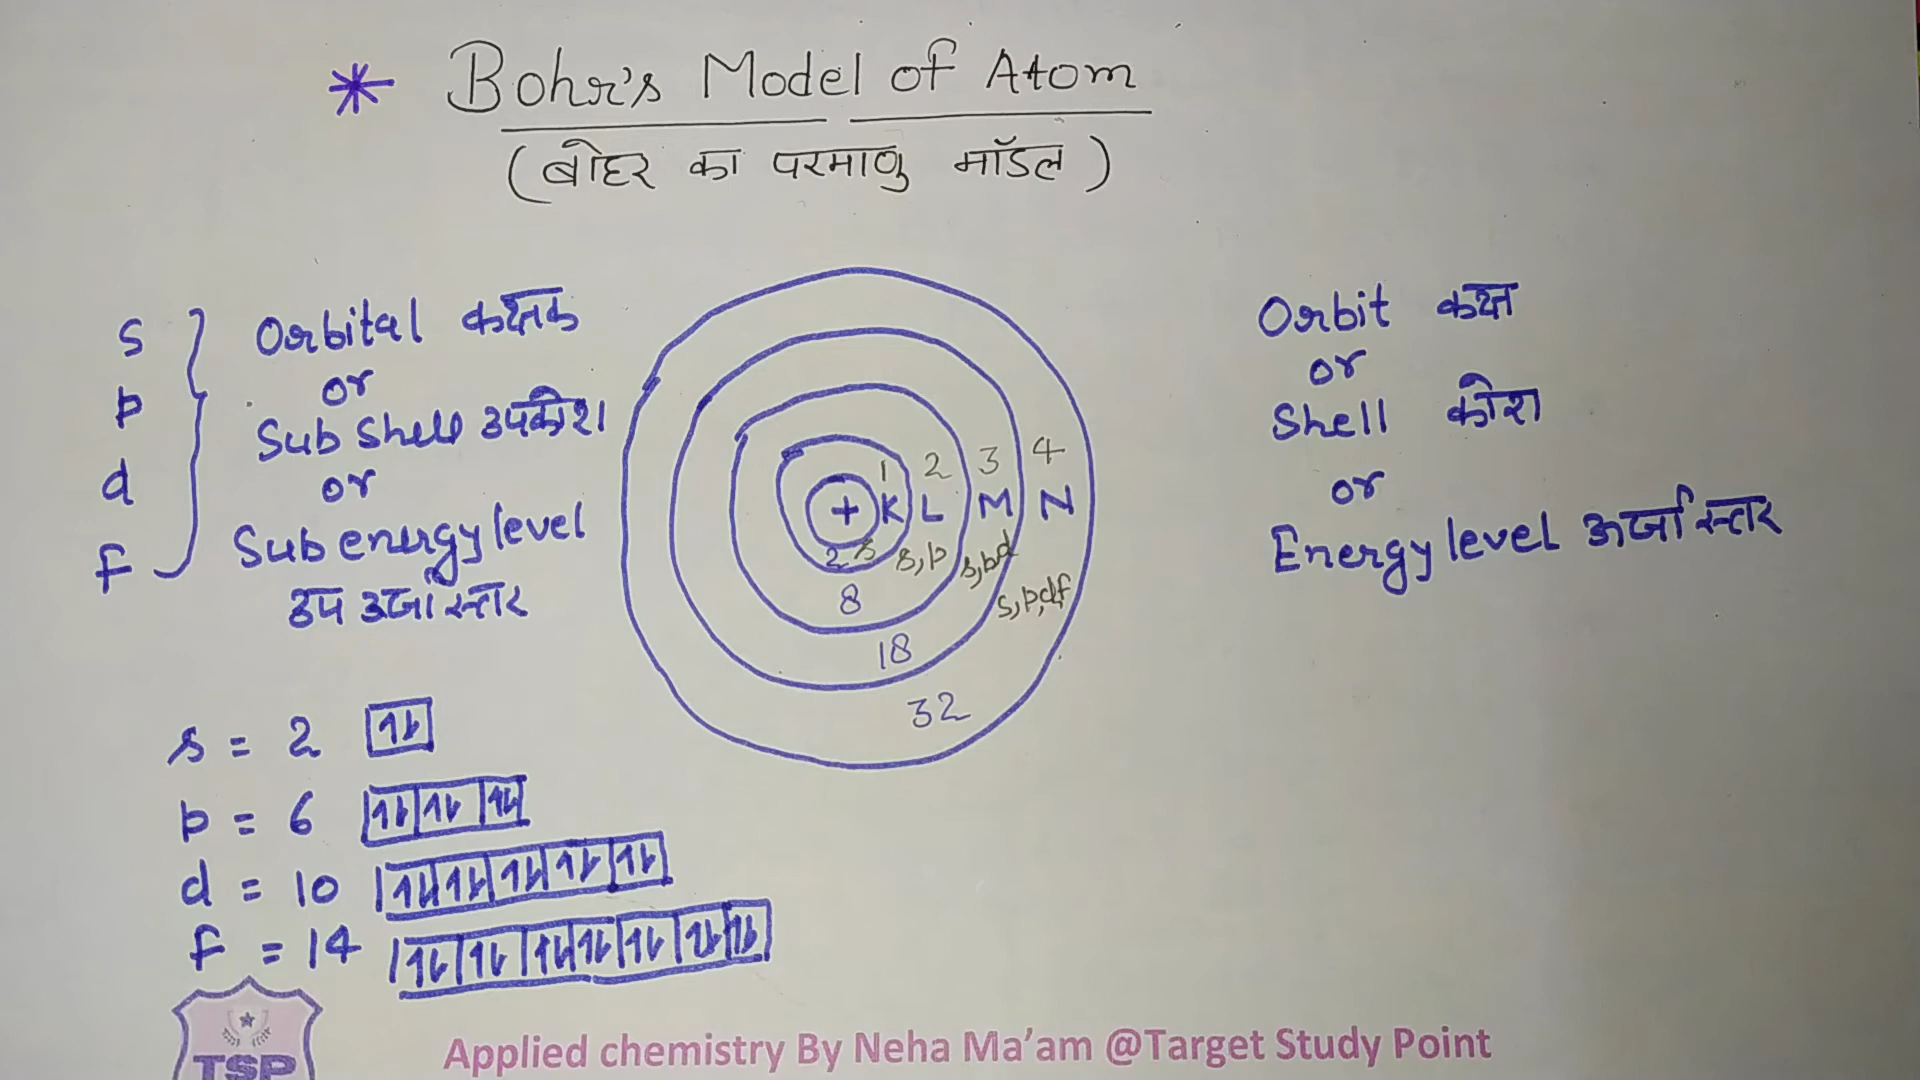 * Bohr's Model of Atom
(बोहर का परमाणु मॉडल)
s
p
d
f
Orbital कक्षक
or
Sub Shell उपकोश
or
Sub energy level
उप ऊर्जा स्तर
1 2 3 4
+ K L M N
2 s s,p s,p,d s,p,d,f
8
18
32
Orbit कक्ष
or
Shell कोश
or
Energy level ऊर्जा स्तर
s = 2
p = 6
d = 10
f = 14
TSP
Applied chemistry By Neha Ma'am @Target Study Point